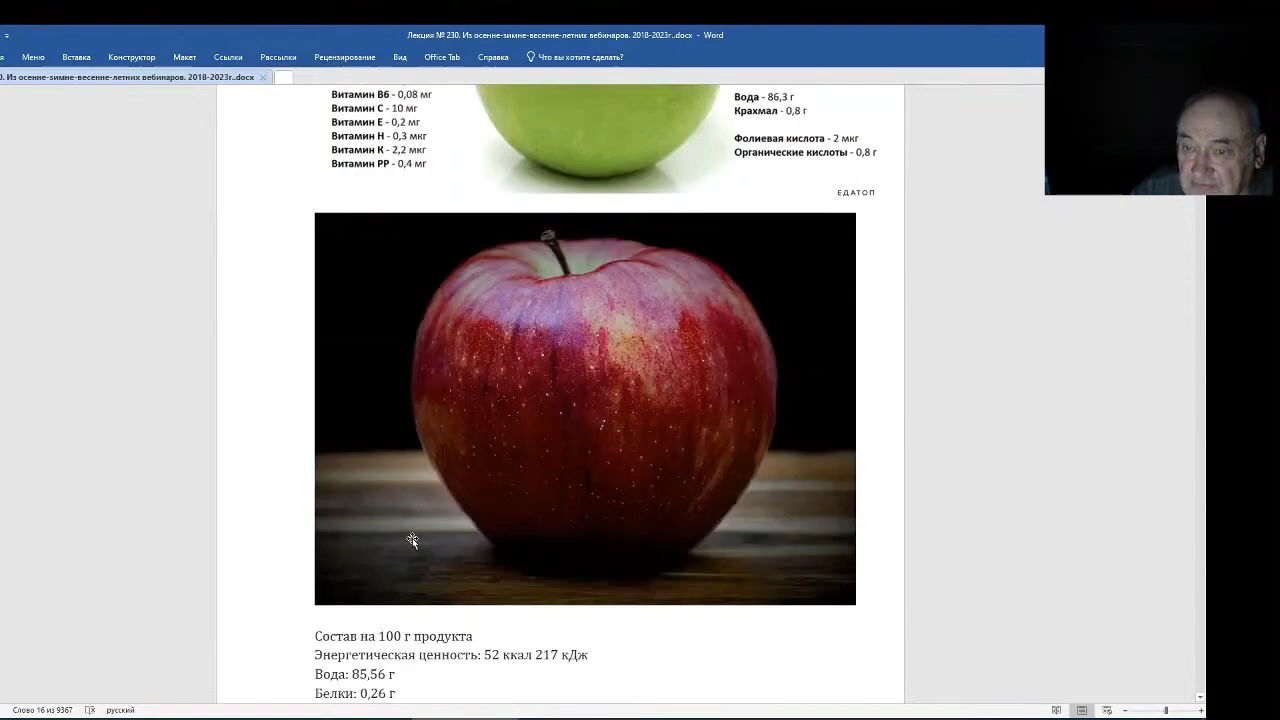 Лекция № 230. Из осенне-зимне-весенне-летних вебинаров. 2018-2023г..docx - Word
я Меню Вставка Конструктор Макет Ссылки Рассылки Рецензирование Вид Office Tab Справка Что вы хотите сделать?
0. Из осенне-зимне-весенне-летних вебинаров. 2018-2023г..docx
Витамин B6 - 0,08 мг
Витамин C - 10 мг
Витамин E - 0,2 мг
Витамин H - 0,3 мкг
Витамин K - 2,2 мкг
Витамин PP - 0,4 мг
Вода - 86,3 г
Крахмал - 0,8 г
Фолиевая кислота - 2 мкг
Органические кислоты - 0,8 г
ЕДАТОП
Состав на 100 г продукта
Энергетическая ценность: 52 ккал 217 кДж
Вода: 85,56 г
Белки: 0,26 г
Слово 16 из 9367 русский